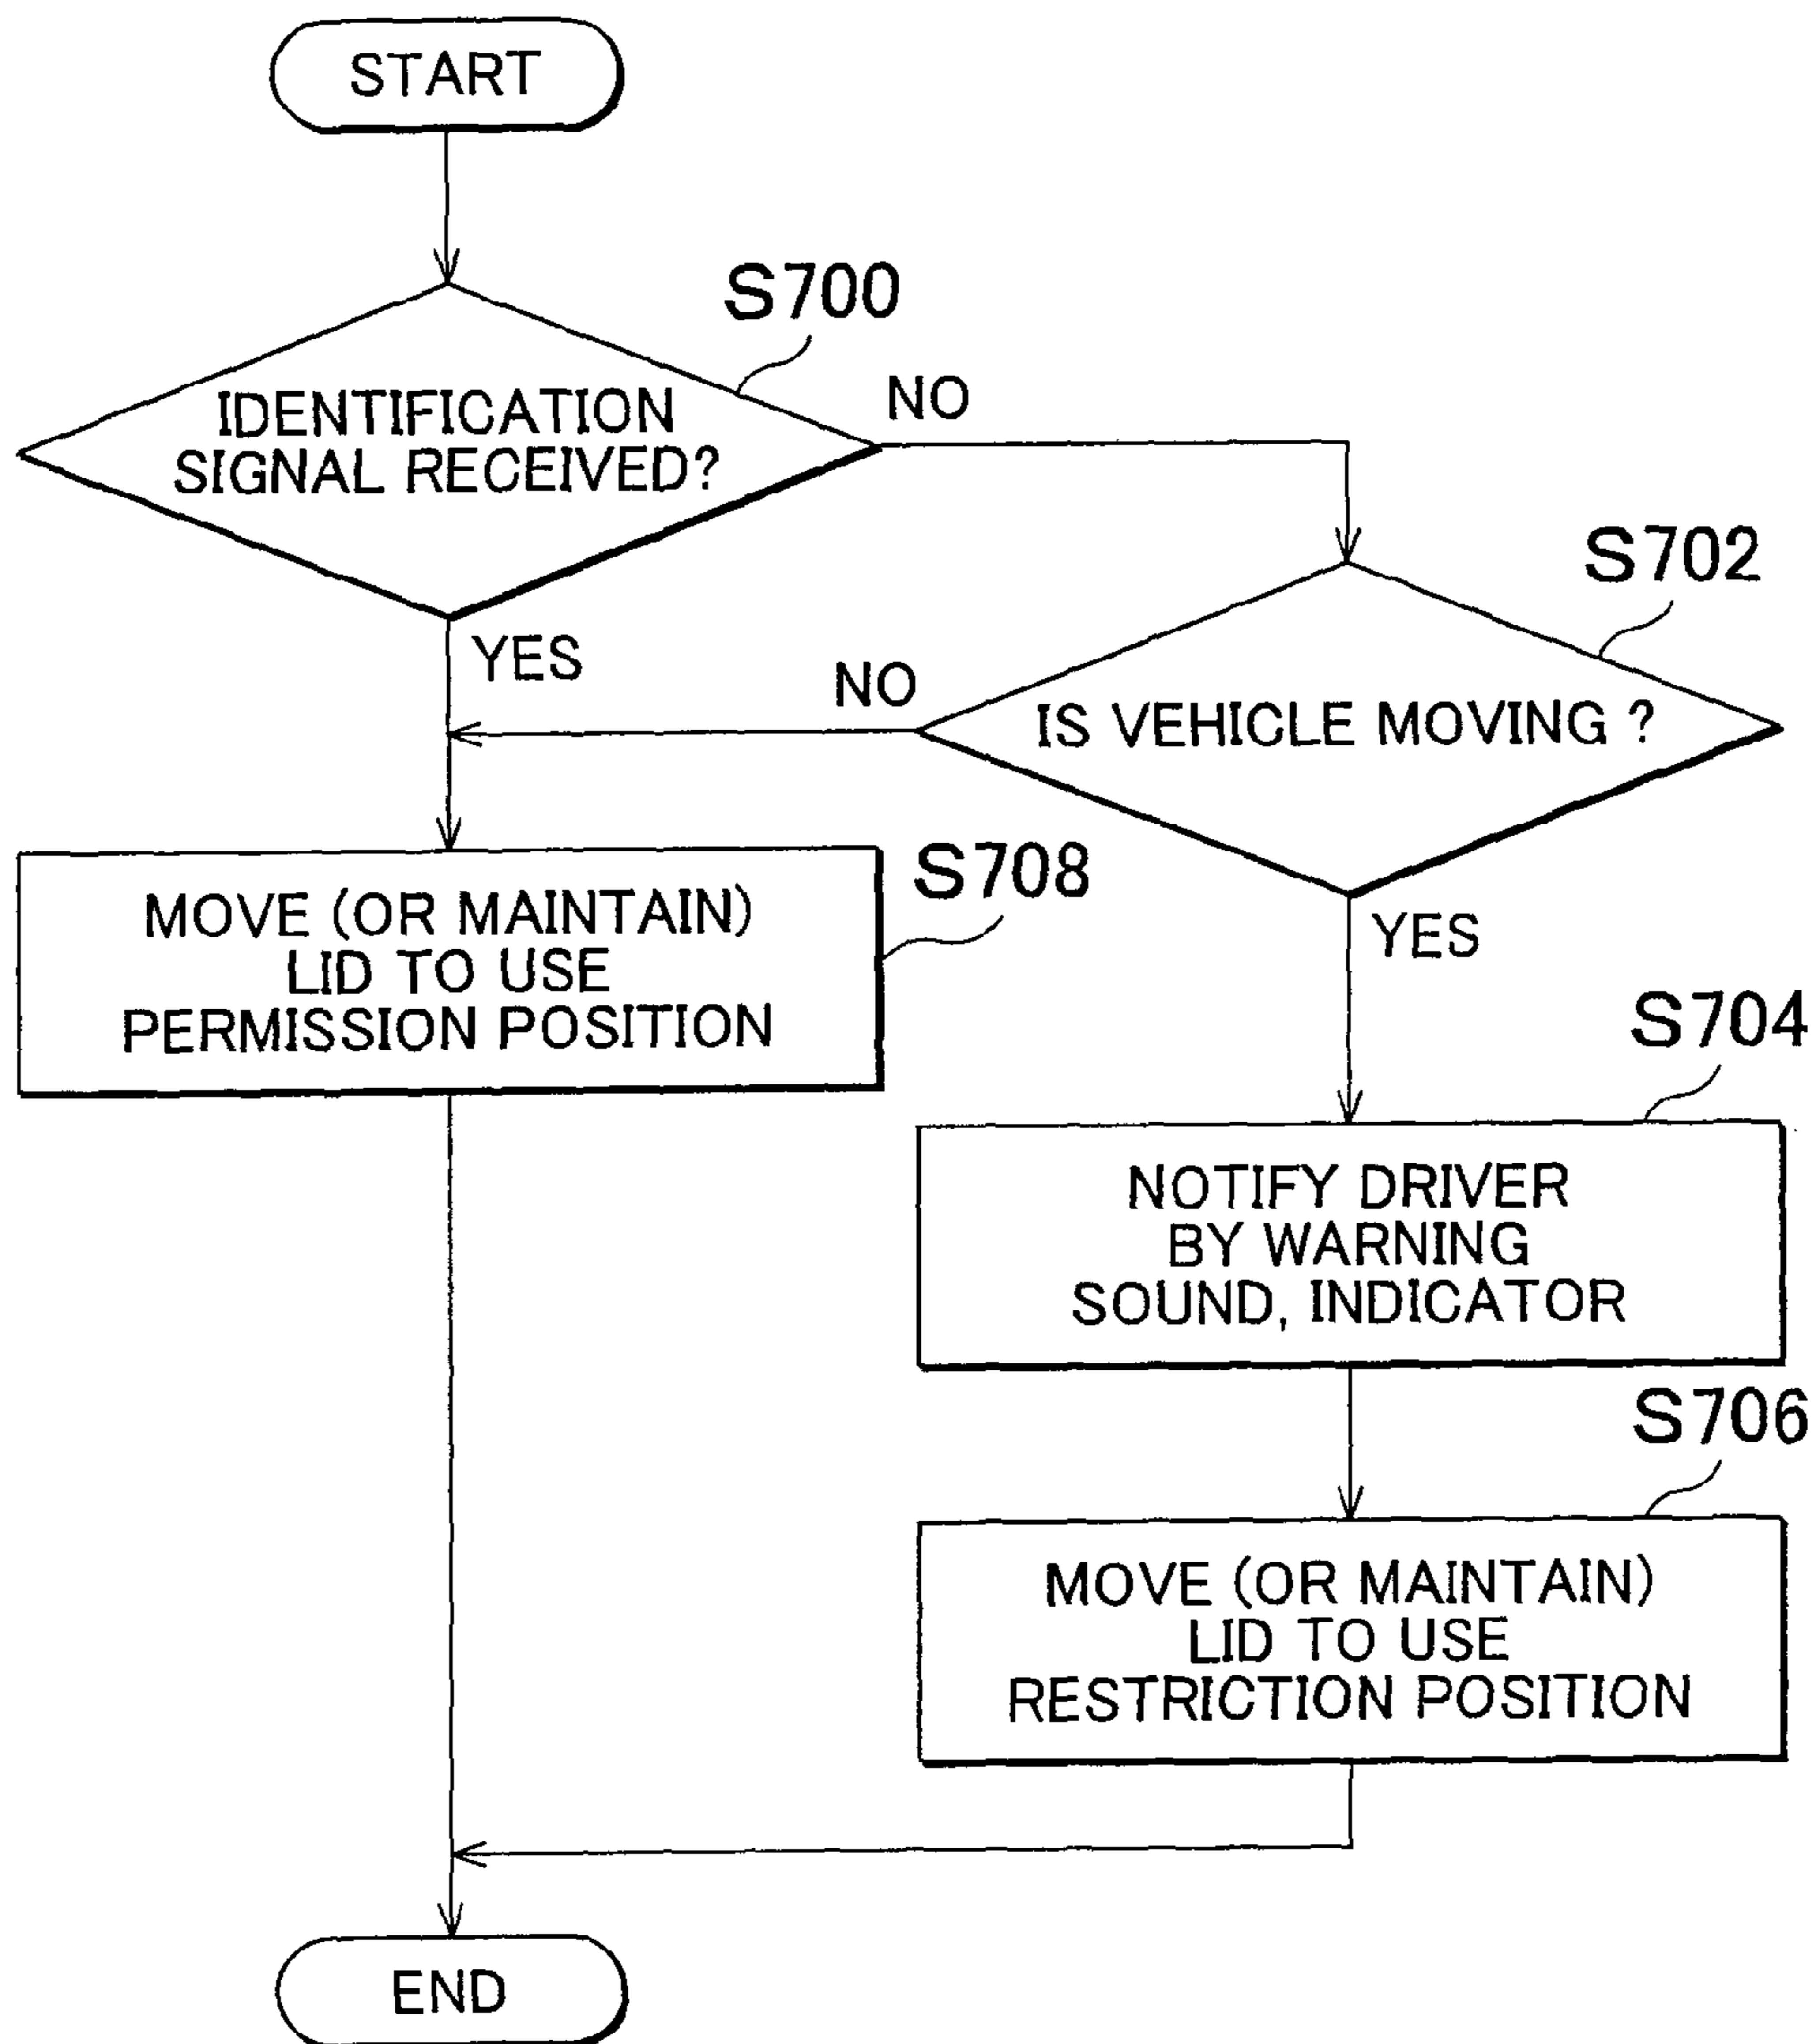 START
S700
IDENTIFICATION
SIGNAL RECEIVED?
NO
YES
S702
IS VEHICLE MOVING ?
NO
YES
S708
MOVE (OR MAINTAIN)
LID TO USE
PERMISSION POSITION
S704
NOTIFY DRIVER
BY WARNING
SOUND, INDICATOR
S706
MOVE (OR MAINTAIN)
LID TO USE
RESTRICTION POSITION
END